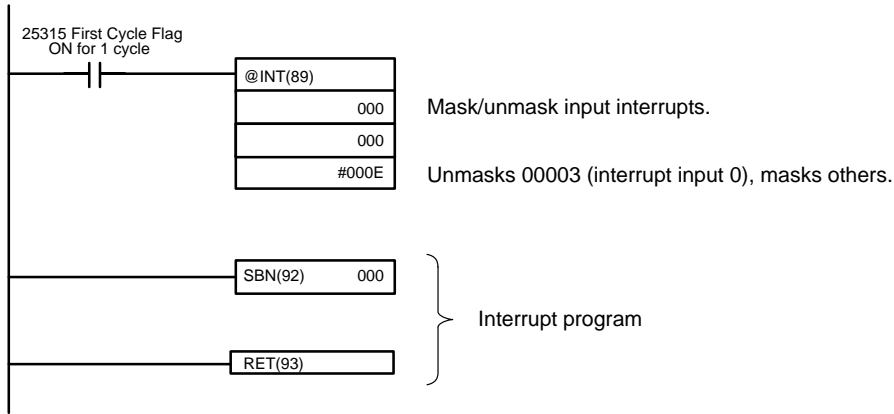 25315 First Cycle Flag
ON for 1 cycle
@INT(89)
000 Mask/unmask input interrupts.
000
#000E Unmasks 00003 (interrupt input 0), masks others.
SBN(92) 000
Interrupt program
RET(93)